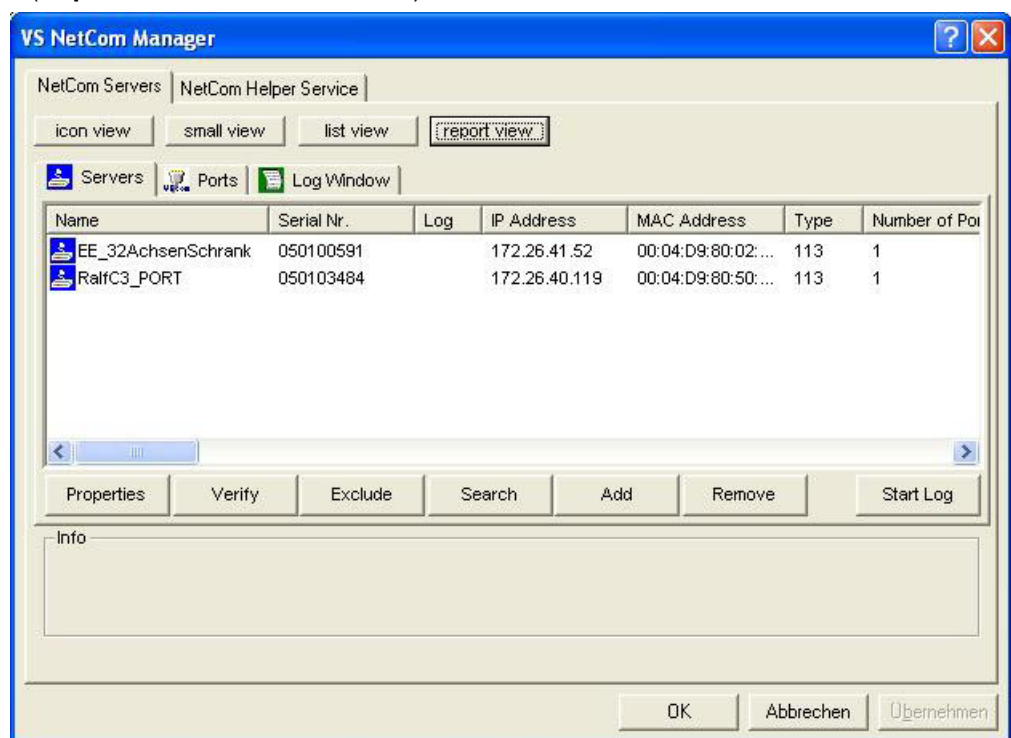 VS NetCom Manager
NetCom Servers NetCom Helper Service
icon view small view list view report view
Servers Ports Log Window
Name Serial Nr. Log IP Address MAC Address Type Number of Por
EE_32AchsenSchrank 050100591 172.26.41.52 00:04:D9:80:02:... 113 1
RalfC3_PORT 050103484 172.26.40.119 00:04:D9:80:50:... 113 1
Properties Verify Exclude Search Add Remove Start Log
Info
OK Abbrechen Übernehmen